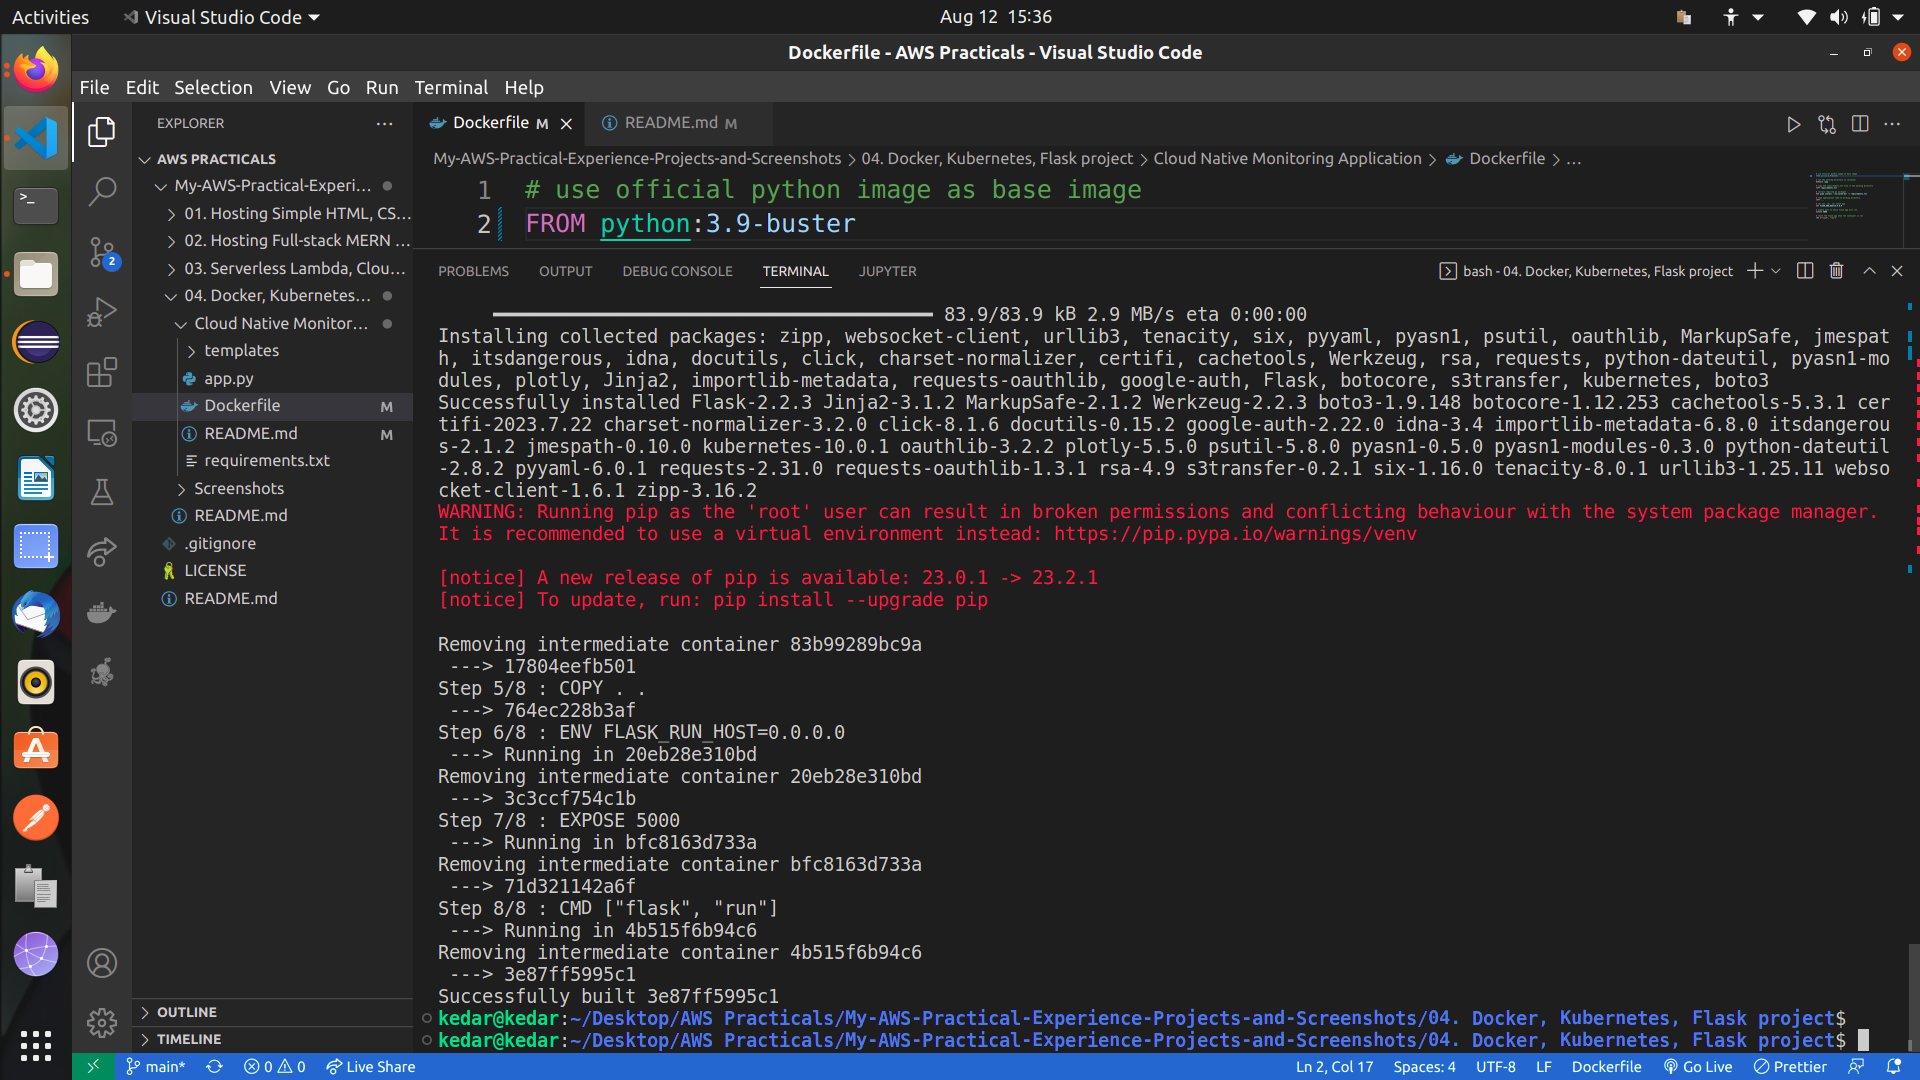 Activities
Visual Studio Code
Aug 12 15:36
Dockerfile - AWS Practicals - Visual Studio Code
File Edit Selection View Go Run Terminal Help
EXPLORER
AWS PRACTICALS
My-AWS-Practical-Experi...
01. Hosting Simple HTML, CS...
02. Hosting Full-stack MERN ...
03. Serverless Lambda, Clou...
04. Docker, Kubernetes...
Cloud Native Monitor...
templates
app.py
Dockerfile M
README.md M
requirements.txt
Screenshots
README.md
.gitignore
LICENSE
README.md
OUTLINE
TIMELINE
2
Dockerfile M
README.md M
My-AWS-Practical-Experience-Projects-and-Screenshots > 04. Docker, Kubernetes, Flask project > Cloud Native Monitoring Application > Dockerfile > ...
1 # use official python image as base image
2 FROM python:3.9-buster
PROBLEMS OUTPUT DEBUG CONSOLE TERMINAL JUPYTER
bash - 04. Docker, Kubernetes, Flask project
83.9/83.9 kB 2.9 MB/s eta 0:00:00
Installing collected packages: zipp, websocket-client, urllib3, tenacity, six, pyyaml, pyasn1, psutil, oauthlib, MarkupSafe, jmespat
h, itsdangerous, idna, docutils, click, charset-normalizer, certifi, cachetools, Werkzeug, rsa, requests, python-dateutil, pyasn1-mo
dules, plotly, Jinja2, importlib-metadata, requests-oauthlib, google-auth, Flask, botocore, s3transfer, kubernetes, boto3
Successfully installed Flask-2.2.3 Jinja2-3.1.2 MarkupSafe-2.1.2 Werkzeug-2.2.3 boto3-1.9.148 botocore-1.12.253 cachetools-5.3.1 cer
tifi-2023.7.22 charset-normalizer-3.2.0 click-8.1.6 docutils-0.15.2 google-auth-2.22.0 idna-3.4 importlib-metadata-6.8.0 itsdangerou
s-2.1.2 jmespath-0.10.0 kubernetes-10.0.1 oauthlib-3.2.2 plotly-5.5.0 psutil-5.8.0 pyasn1-0.5.0 pyasn1-modules-0.3.0 python-dateutil
-2.8.2 pyyaml-6.0.1 requests-2.31.0 requests-oauthlib-1.3.1 rsa-4.9 s3transfer-0.2.1 six-1.16.0 tenacity-8.0.1 urllib3-1.25.11 webso
cket-client-1.6.1 zipp-3.16.2
WARNING: Running pip as the 'root' user can result in broken permissions and conflicting behaviour with the system package manager.
It is recommended to use a virtual environment instead: https://pip.pypa.io/warnings/venv
[notice] A new release of pip is available: 23.0.1 -> 23.2.1
[notice] To update, run: pip install --upgrade pip
Removing intermediate container 83b99289bc9a
---> 17804eefb501
Step 5/8 : COPY . .
---> 764ec228b3af
Step 6/8 : ENV FLASK_RUN_HOST=0.0.0.0
---> Running in 20eb28e310bd
Removing intermediate container 20eb28e310bd
---> 3c3ccf754c1b
Step 7/8 : EXPOSE 5000
---> Running in bfc8163d733a
Removing intermediate container bfc8163d733a
---> 71d321142a6f
Step 8/8 : CMD ["flask", "run"]
---> Running in 4b515f6b94c6
Removing intermediate container 4b515f6b94c6
---> 3e87ff5995c1
Successfully built 3e87ff5995c1
kedar@kedar:~/Desktop/AWS Practicals/My-AWS-Practical-Experience-Projects-and-Screenshots/04. Docker, Kubernetes, Flask project$
kedar@kedar:~/Desktop/AWS Practicals/My-AWS-Practical-Experience-Projects-and-Screenshots/04. Docker, Kubernetes, Flask project$
main* 0 0 Live Share
Ln 2, Col 17 Spaces: 4 UTF-8 LF Dockerfile Go Live Prettier